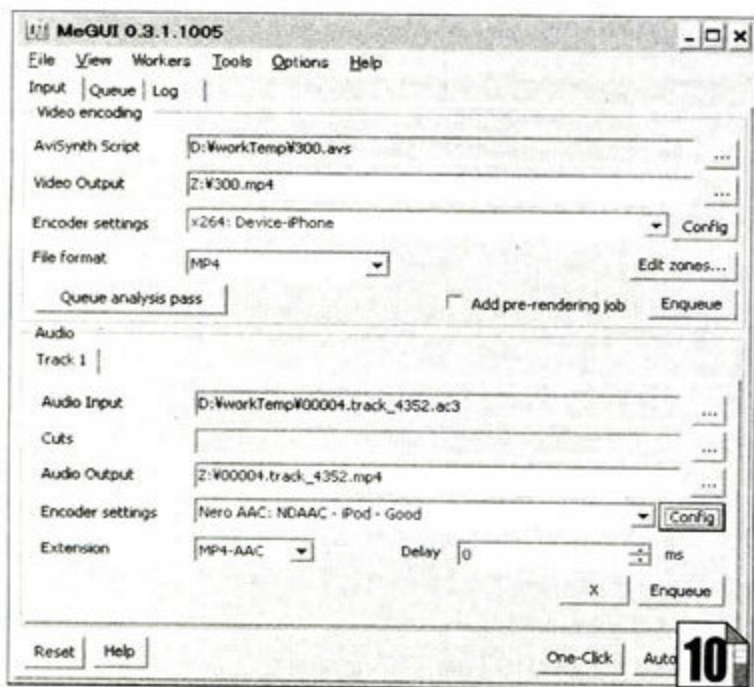 MeGUI 0.3.1.1005
File View Workers Tools Options Help
Input Queue Log
Video encoding
AviSynth Script D:¥workTemp¥300.avs ...
Video Output Z:¥300.mp4 ...
Encoder settings x264: Device-iPhone Config
File format MP4 Edit zones...
Queue analysis pass Add pre-rendering job Enqueue
Audio
Track 1
Audio Input D:¥workTemp¥00004.track_4352.ac3 ...
Cuts ...
Audio Output Z:¥00004.track_4352.mp4 ...
Encoder settings Nero AAC: NDAAC - iPod - Good Config
Extension MP4-AAC Delay 0 ms
X Enqueue
Reset Help One-Click Auto
10